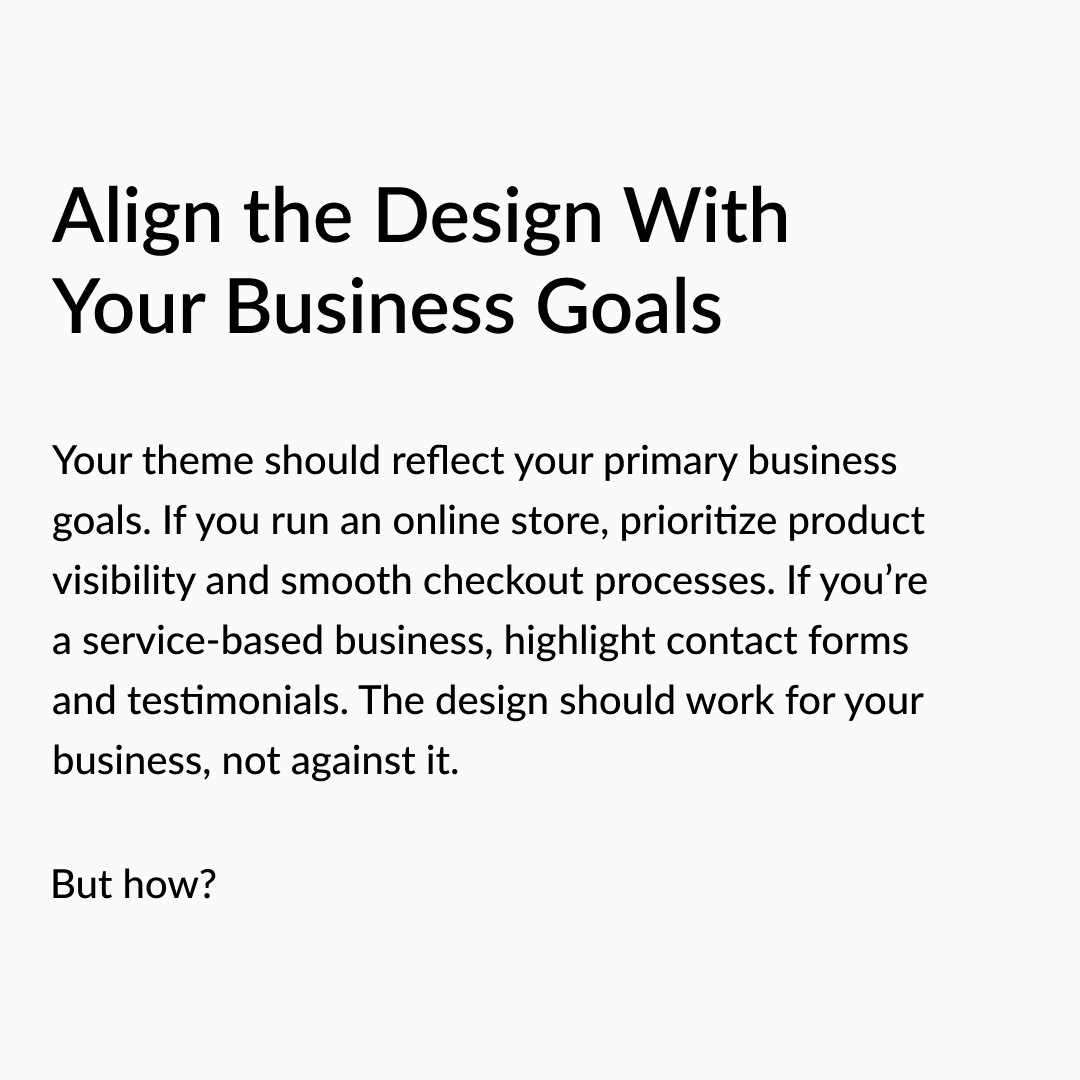 Align the Design With
Your Business Goals
Your theme should reflect your primary business
goals. If you run an online store, prioritize product
visibility and smooth checkout processes. If you’re
a service-based business, highlight contact forms
and testimonials. The design should work for your
business, not against it.
But how?